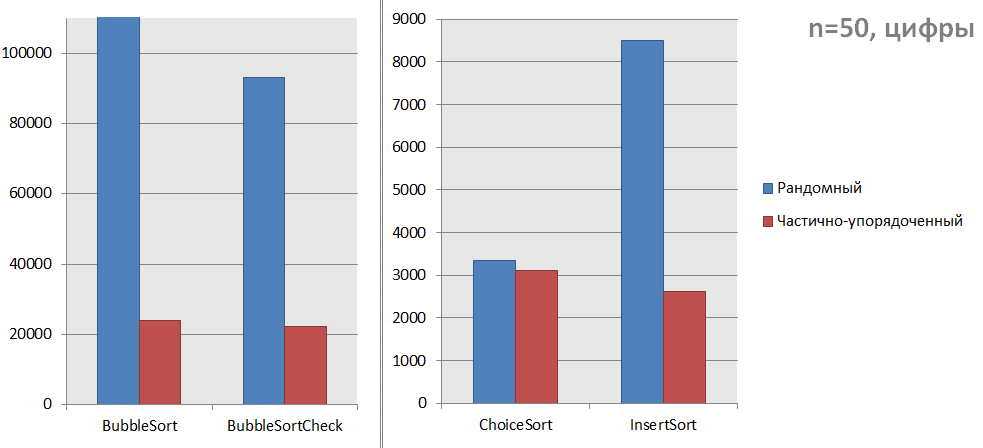 n=50, цифры
100000
80000
60000
40000
20000
0
BubbleSort
BubbleSortCheck
9000
8000
7000
6000
5000
4000
3000
2000
1000
0
ChoiceSort
InsertSort
Рандомный
Частично-упорядоченный